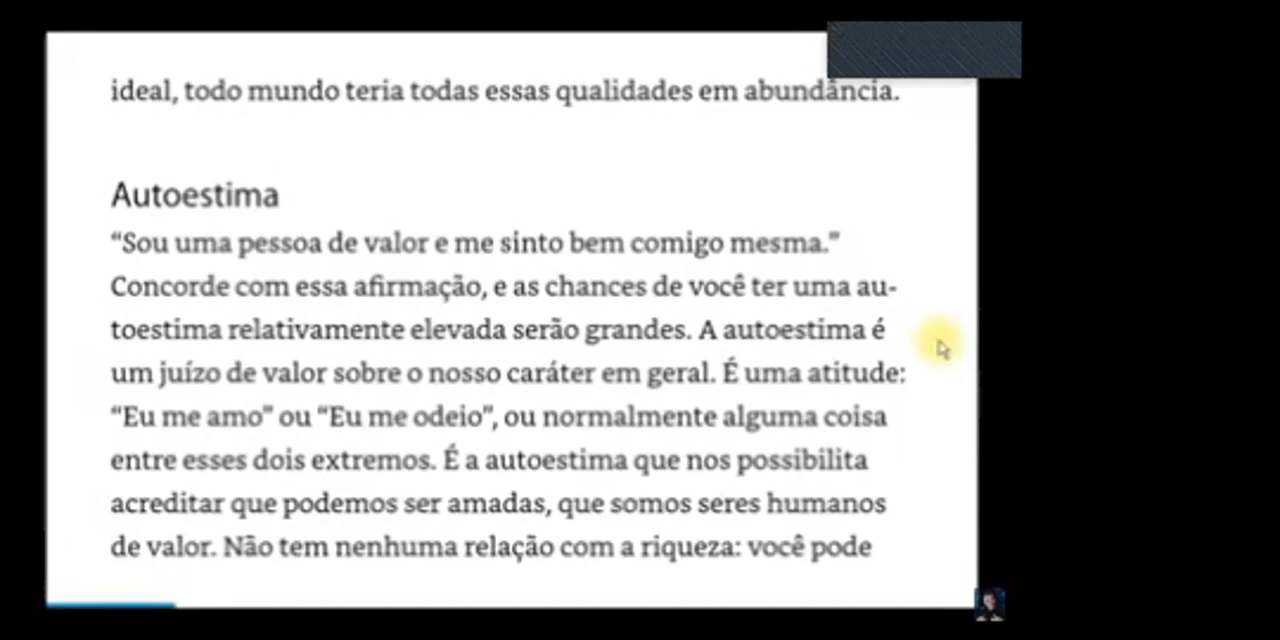 ideal, todo mundo teria todas essas qualidades em abundância.
Autoestima
“Sou uma pessoa de valor e me sinto bem comigo mesma.”
Concorde com essa afirmação, e as chances de você ter uma au-
toestima relativamente elevada serão grandes. A autoestima é
um juízo de valor sobre o nosso caráter em geral. É uma atitude:
“Eu me amo” ou “Eu me odeio”, ou normalmente alguma coisa
entre esses dois extremos. É a autoestima que nos possibilita
acreditar que podemos ser amadas, que somos seres humanos
de valor. Não tem nenhuma relação com a riqueza: você pode